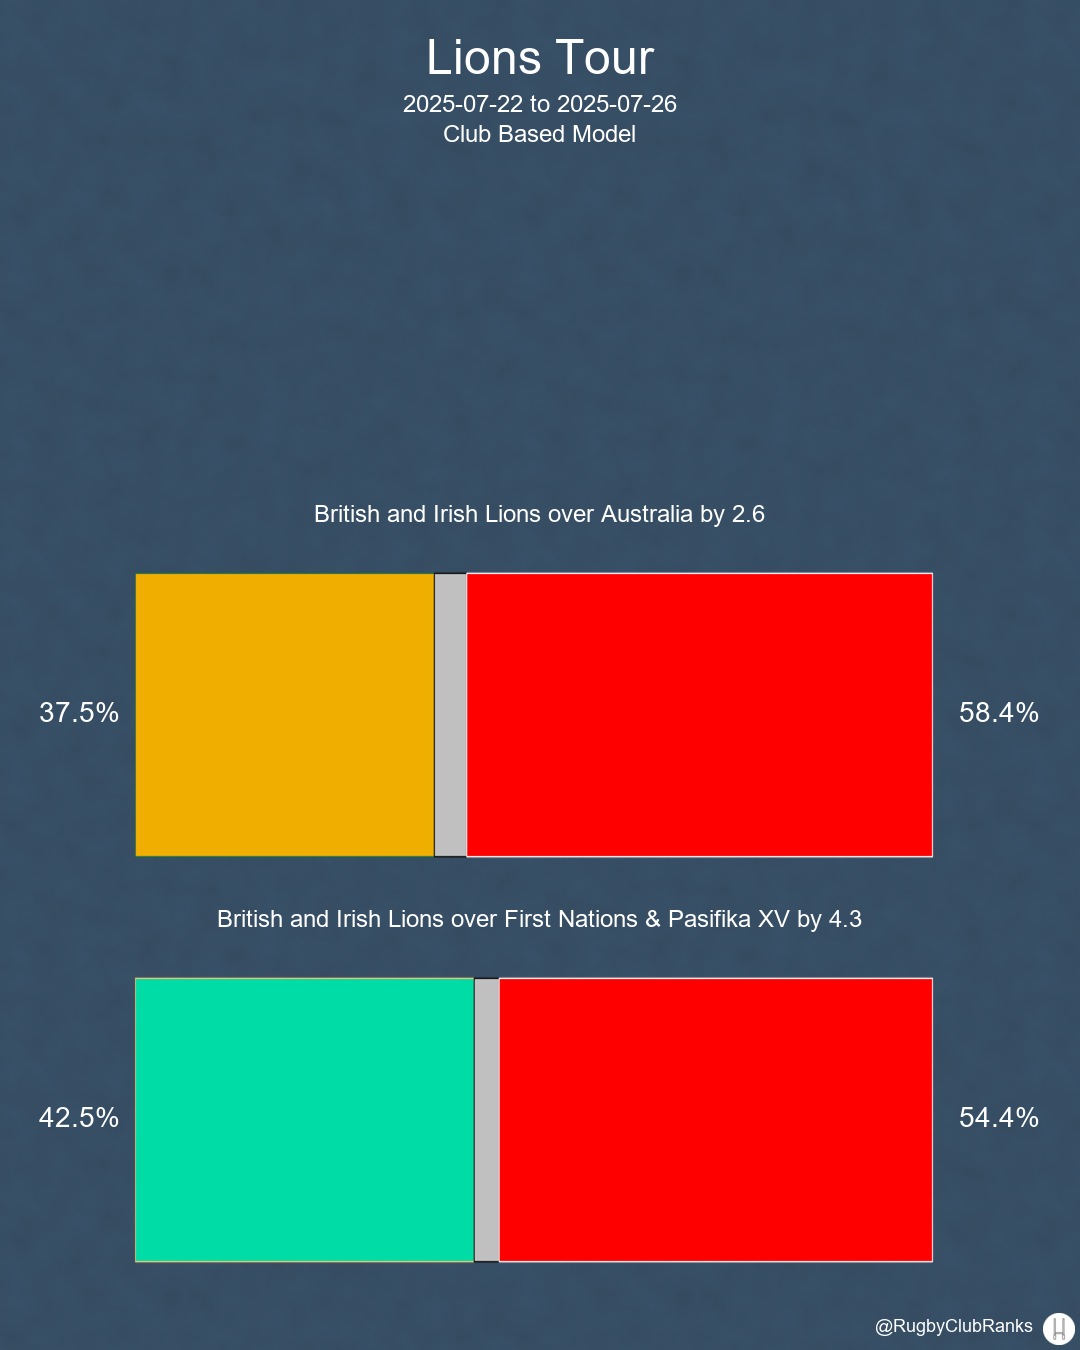 Lions Tour
2025-07-22 to 2025-07-26
Club Based Model
British and Irish Lions over Australia by 2.6
37.5%
58.4%
British and Irish Lions over First Nations & Pasifika XV by 4.3
42.5%
54.4%
@RugbyClubRanks